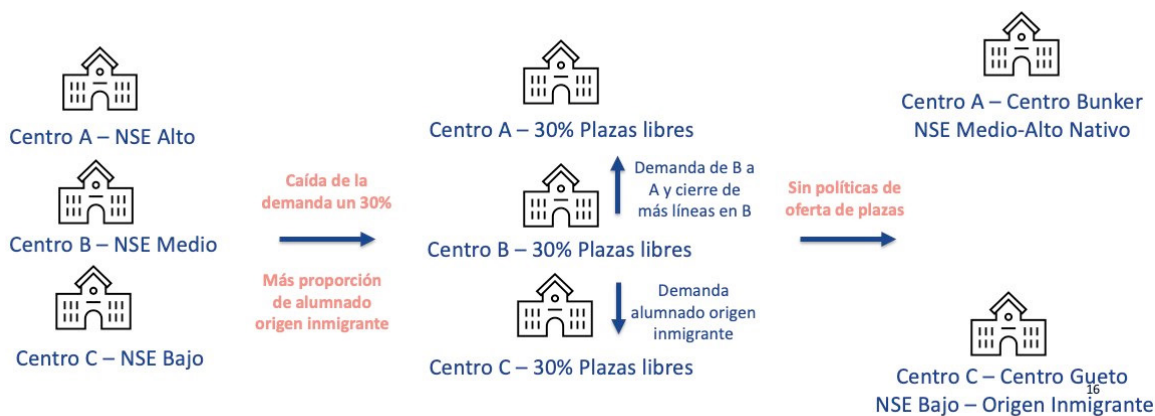 Centro A – NSE Alto
Centro B – NSE Medio
Centro C – NSE Bajo
Caída de la
demanda un 30%
Más proporción
de alumnado
origen inmigrante
Centro A – 30% Plazas libres
Demanda de B a
A y cierre de
más líneas en B
Centro B – 30% Plazas libres
Demanda
alumnado origen
inmigrante
Centro C – 30% Plazas libres
Sin políticas de
oferta de plazas
Centro A – Centro Bunker
NSE Medio-Alto Nativo
Centro C – Centro Gueto
16
NSE Bajo – Origen Inmigrante